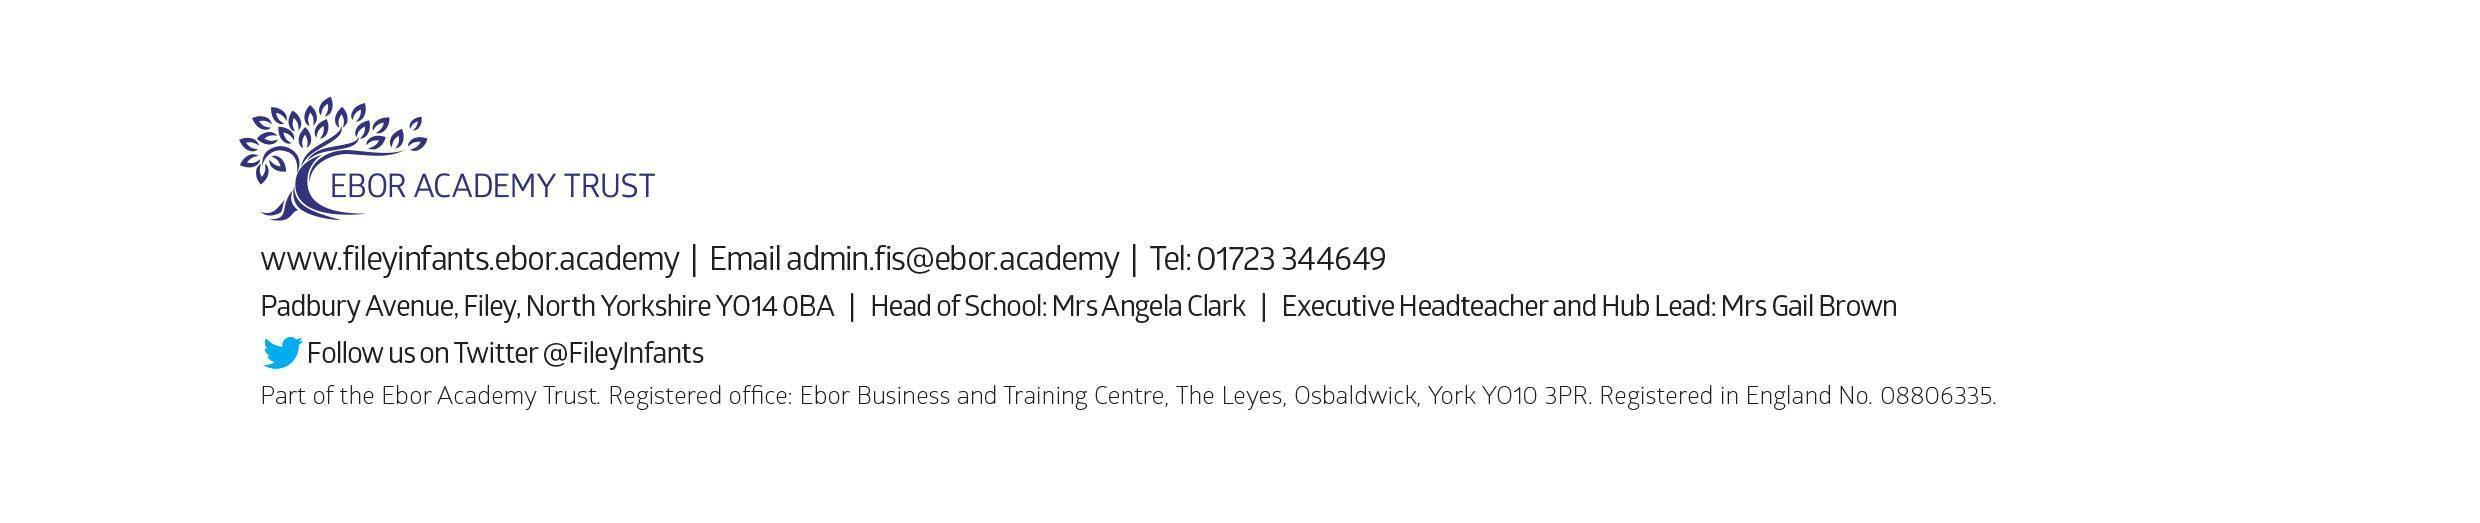 EBOR ACADEMY TRUST
www.fileyinfants.ebor.academy | Email admin.fis@ebor.academy | Tel: 01723 344649
Padbury Avenue, Filey, North Yorkshire YO14 0BA | Head of School: Mrs Angela Clark | Executive Headteacher and Hub Lead: Mrs Gail Brown
Follow us on Twitter @FileyInfants
Part of the Ebor Academy Trust. Registered office: Ebor Business and Training Centre, The Leyes, Osbaldwick, York YO10 3PR. Registered in England No. 08806335.